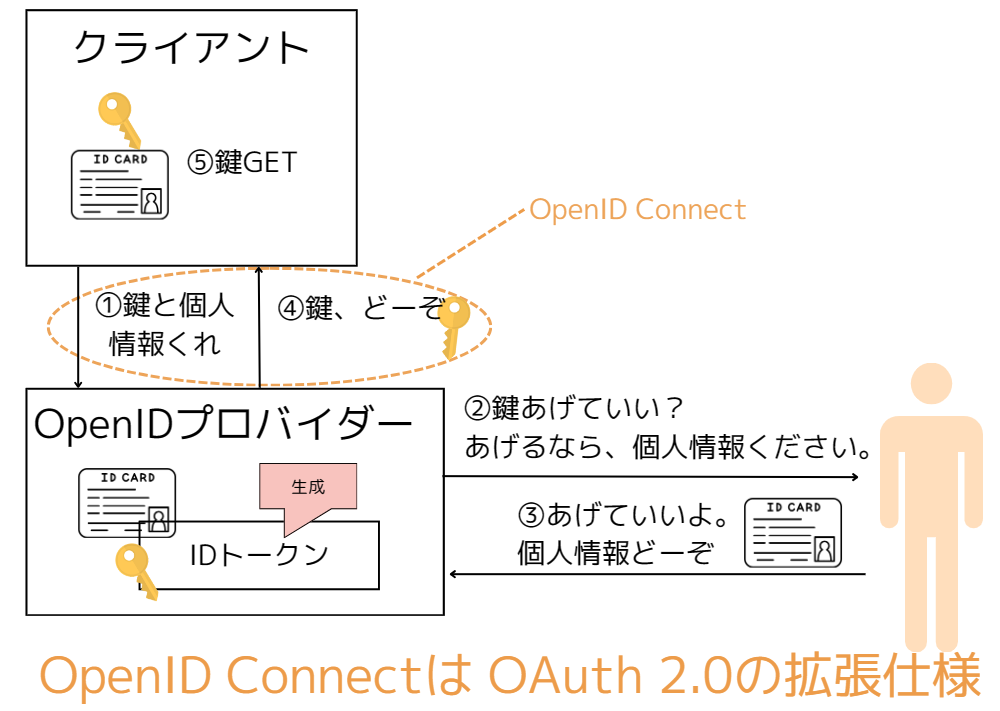 クライアント
ID CARD
⑤鍵GET
OpenID Connect
①鍵と個人
情報くれ
④鍵、どーぞ
OpenIDプロバイダー
②鍵あげていい？
あげるなら、個人情報ください。
ID CARD
生成
IDトークン
③あげていいよ。
個人情報どーぞ
ID CARD
OpenID Connectは OAuth 2.0の拡張仕様